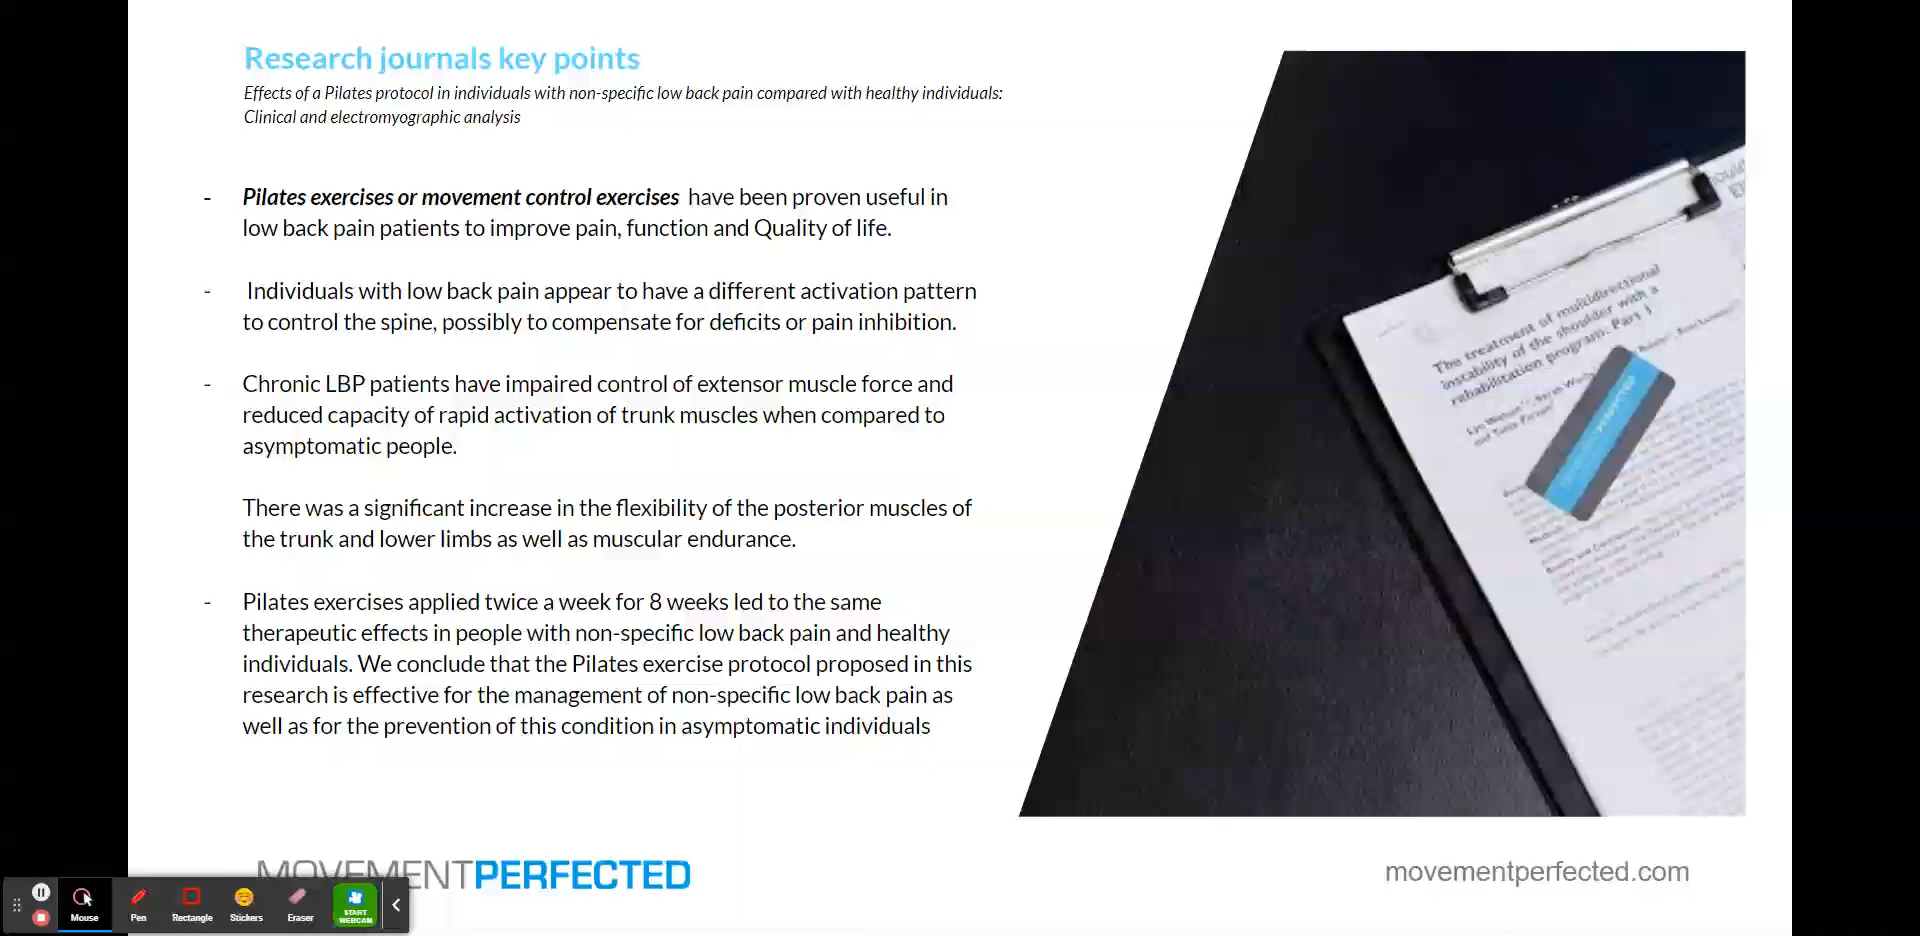 Research journals key points
Effects of a Pilates protocol in individuals with non-specific low back pain compared with healthy individuals:
Clinical and electromyographic analysis
- Pilates exercises or movement control exercises have been proven useful in
low back pain patients to improve pain, function and Quality of life.
- Individuals with low back pain appear to have a different activation pattern
to control the spine, possibly to compensate for deficits or pain inhibition.
- Chronic LBP patients have impaired control of extensor muscle force and
reduced capacity of rapid activation of trunk muscles when compared to
asymptomatic people.
There was a significant increase in the flexibility of the posterior muscles of
the trunk and lower limbs as well as muscular endurance.
- Pilates exercises applied twice a week for 8 weeks led to the same
therapeutic effects in people with non-specific low back pain and healthy
individuals. We conclude that the Pilates exercise protocol proposed in this
research is effective for the management of non-specific low back pain as
well as for the prevention of this condition in asymptomatic individuals
The treatment of multidirectional
instability of the shoulder with a
rehabilitation program. Part 1
MOVEMENTPERFECTED
movementperfected.com
Mouse
Pen
Rectangle
Stickers
Eraser
START
WEBCAM